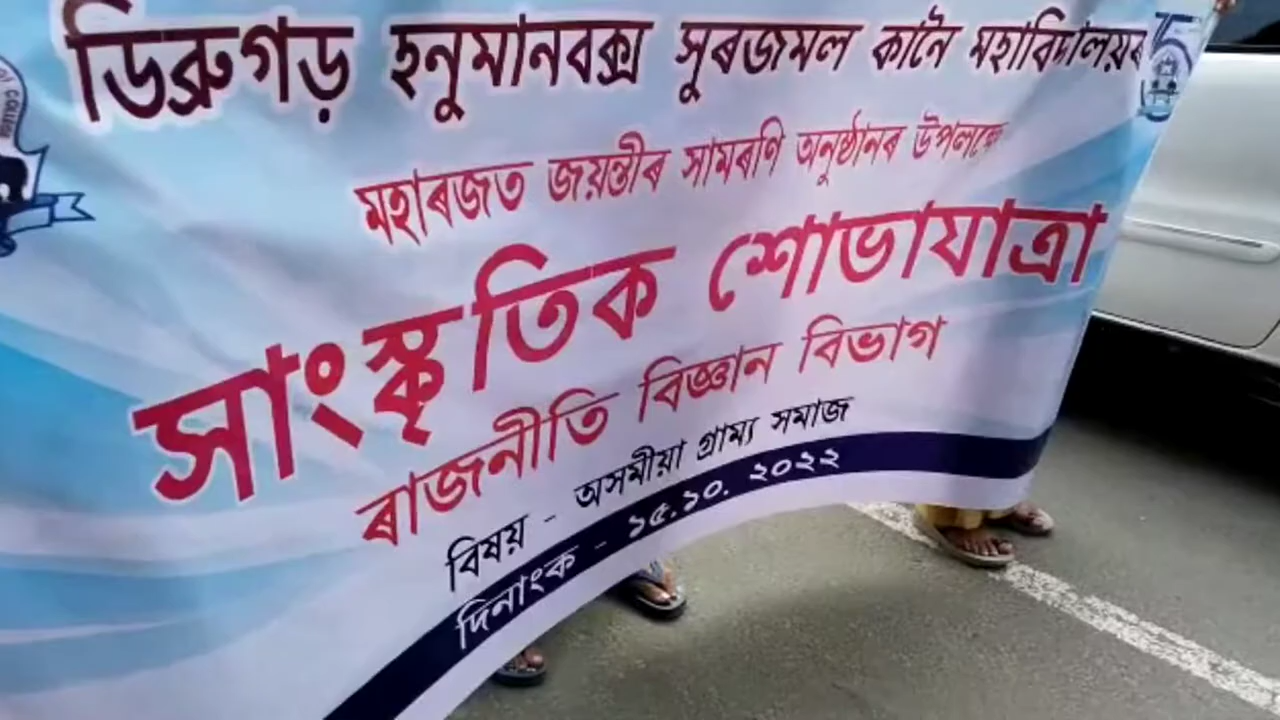 ডিব্ৰুগড় হনুমানবক্স সুৰজমল কানৈ মহাবিদ্যালয়ৰ
মহাৰজত জয়ন্তীৰ সামৰণি অনুষ্ঠানৰ উপলক্ষে
সাংস্কৃতিক শোভাযাত্ৰা
ৰাজনীতি বিজ্ঞান বিভাগ
বিষয় - অসমীয়া গ্ৰাম্য সমাজ
দিনাংক - ১৫.১০. ২০২২
COLLEGE